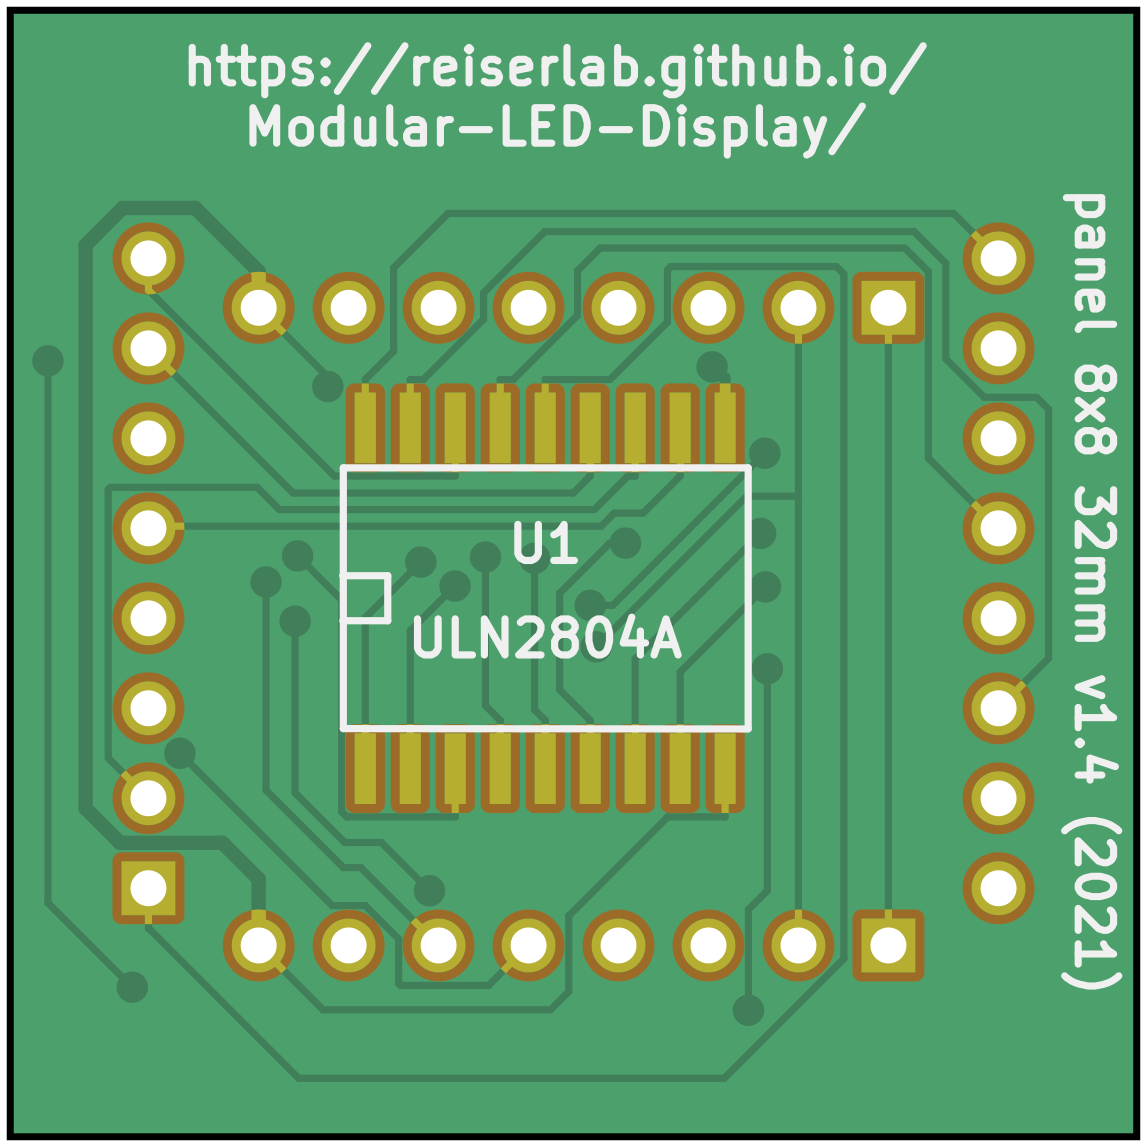 https://reiserlab.github.io/
Modular-LED-Display/
panel 8x8 32mm v1.4 (2021)
U1
ULN2804A